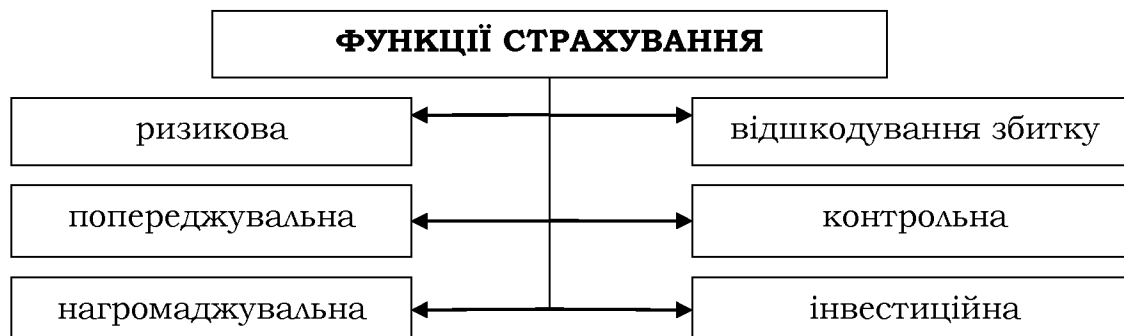 ФУНКЦІЇ СТРАХУВАННЯ
ризикова
відшкодування збитку
попереджувальна
контрольна
нагромаджувальна
інвестиційна